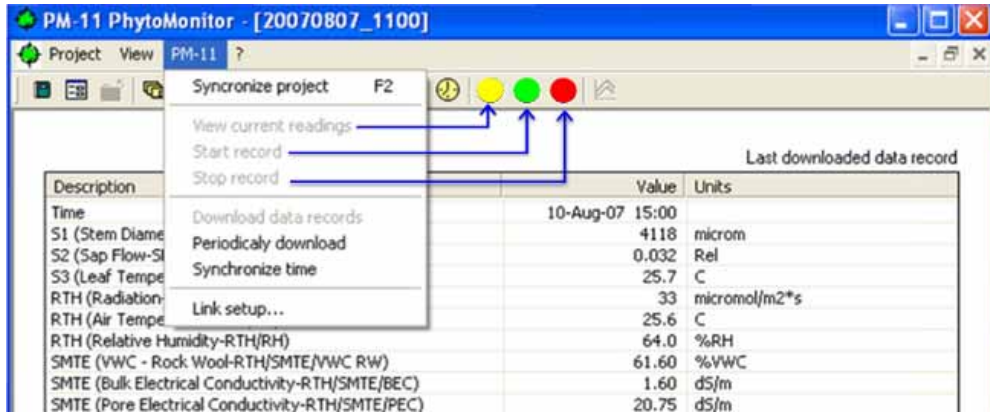 PM-11 PhytoMonitor - [20070807_1100]
Project View PM-11 ?
Syncronize project F2
View current readings
Start record
Stop record
Download data records
Periodicaly download
Synchronize time
Link setup...
Last downloaded data record
Description Value Units
Time 10-Aug-07 15:00
S1 (Stem Diame 4118 microm
S2 (Sap Flow-Sl 0.032 Rel
S3 (Leaf Tempe 25.7 C
RTH (Radiation- 33 micromol/m2*s
RTH (Air Tempe 25.6 C
RTH (Relative Humidity-RTH/RH) 64.0 %RH
SMTE (VWC - Rock Wool-RTH/SMTE/VWC RW) 61.60 %VWC
SMTE (Bulk Electrical Conductivity-RTH/SMTE/BEC) 1.60 dS/m
SMTE (Pore Electrical Conductivity-RTH/SMTE/PEC) 20.75 dS/m